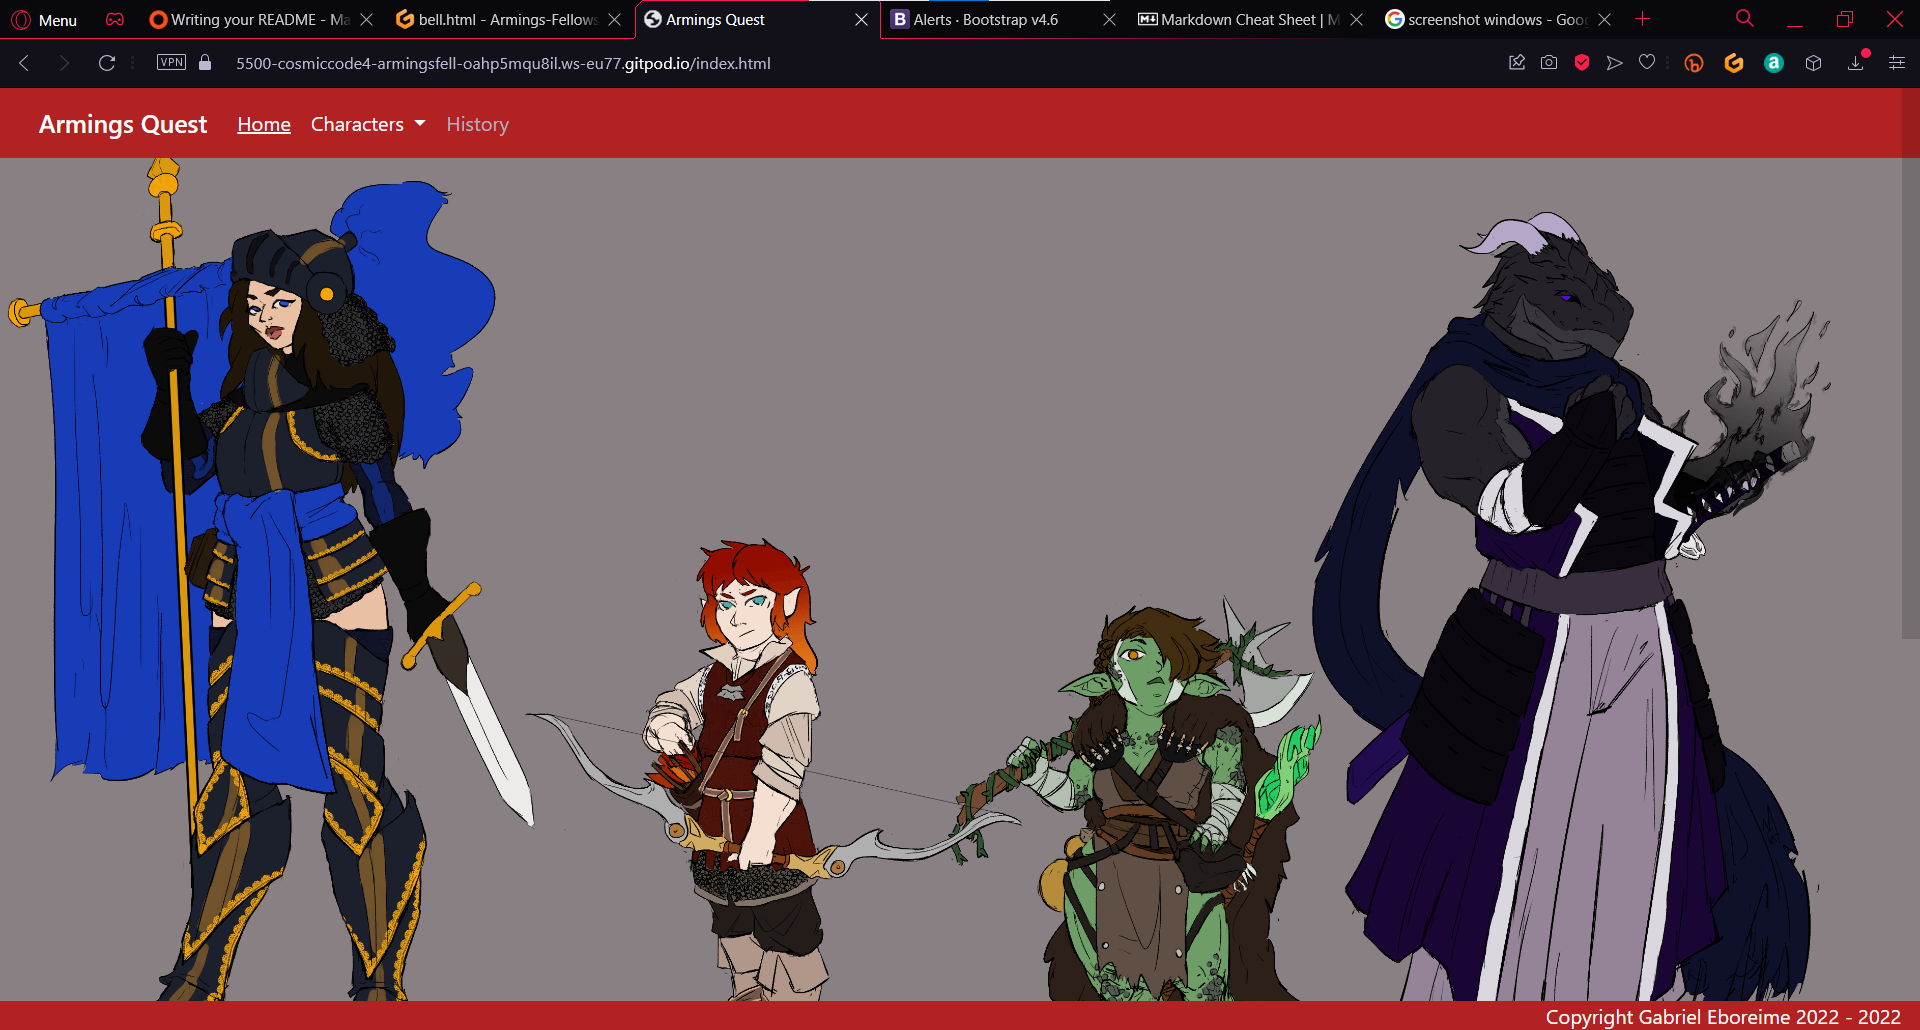 Menu
Writing your README - Ma
bell.html - Armings-Fellows
Armings Quest
Alerts · Bootstrap v4.6
Markdown Cheat Sheet | M
screenshot windows - Goo
VPN
5500-cosmiccode4-armingsfell-oahp5mqu8il.ws-eu77.gitpod.io/index.html
Armings Quest
Home
Characters
History
Copyright Gabriel Eboreime 2022 - 2022